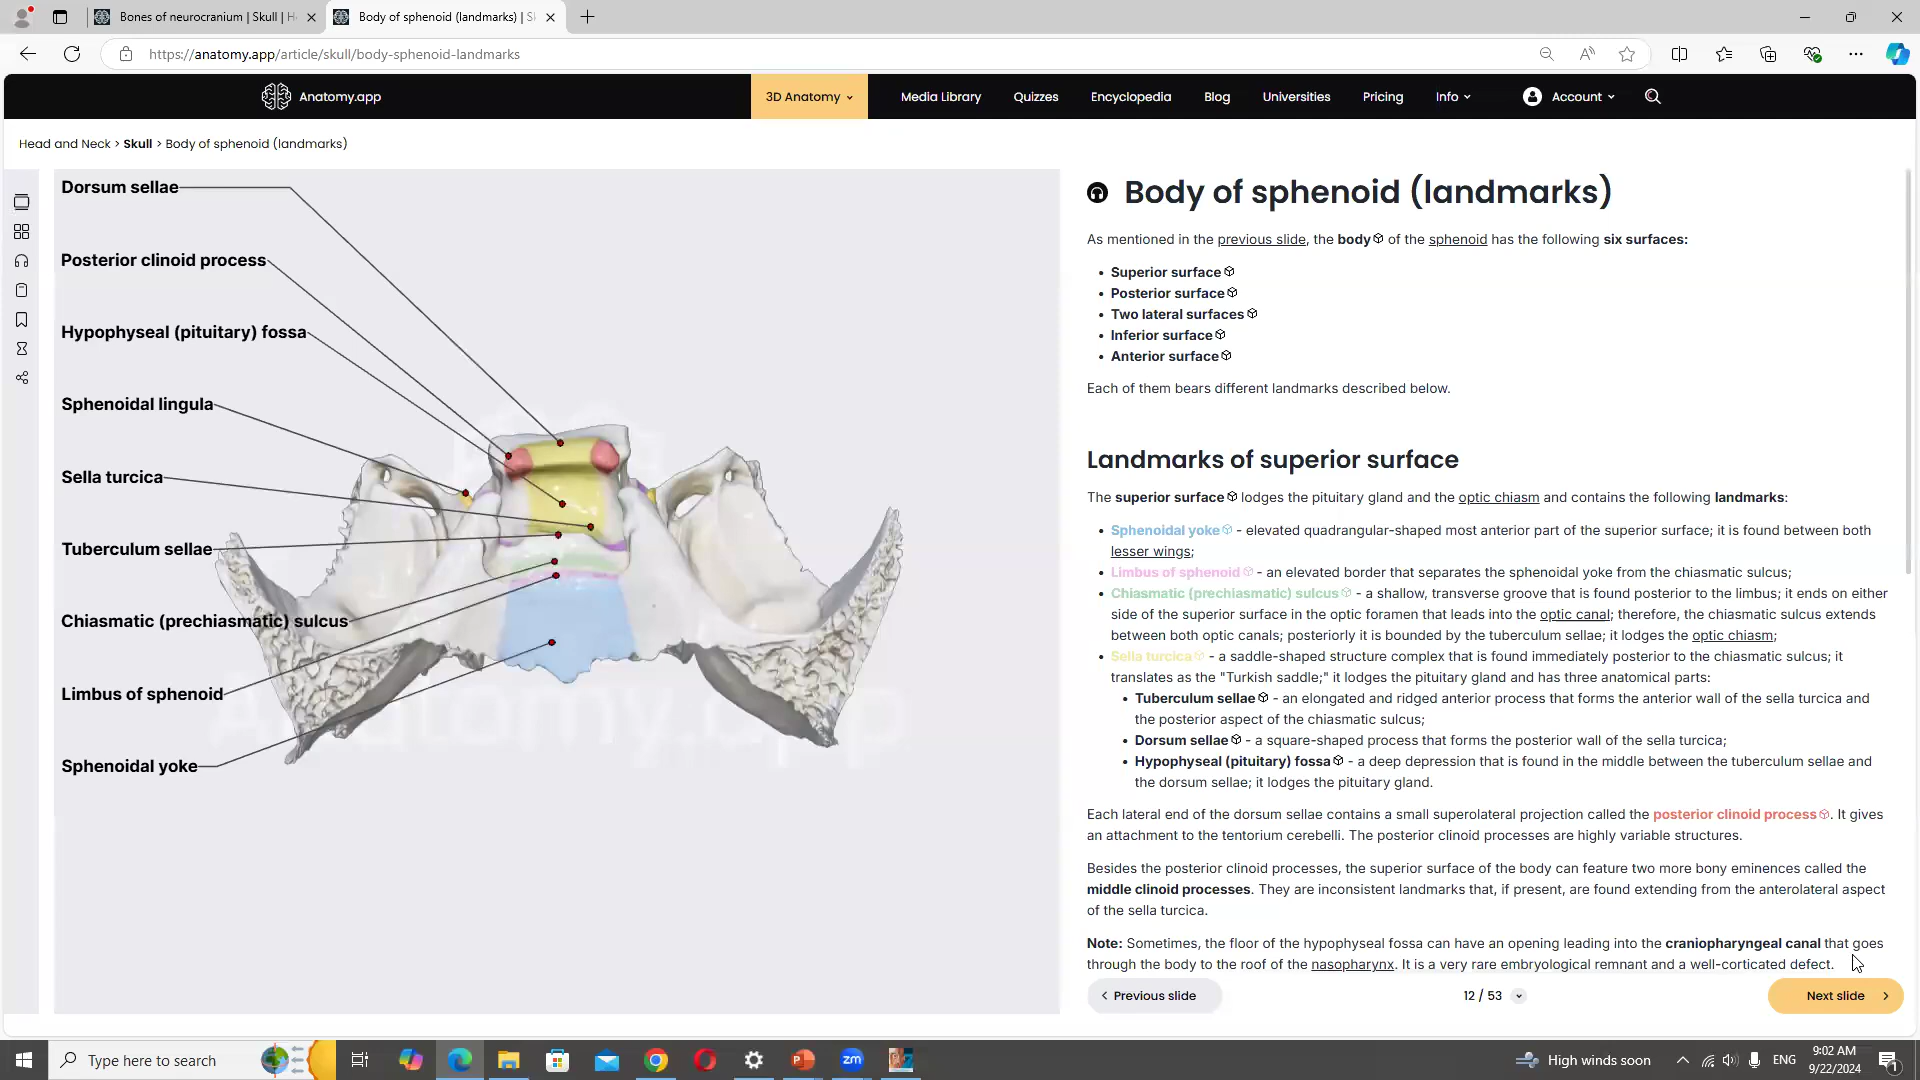 Bones of neurocranium | Skull | H
Body of sphenoid (landmarks) | Sk
https://anatomy.app/article/skull/body-sphenoid-landmarks
Anatomy.app
3D Anatomy
Media Library
Quizzes
Encyclopedia
Blog
Universities
Pricing
Info
Account
Head and Neck > Skull > Body of sphenoid (landmarks)
Dorsum sellae
Posterior clinoid process
Hypophyseal (pituitary) fossa
Sphenoidal lingula
Sella turcica
Tuberculum sellae
Chiasmatic (prechiasmatic) sulcus
Limbus of sphenoid
Sphenoidal yoke
Anatomy.app
Body of sphenoid (landmarks)
As mentioned in the previous slide, the body of the sphenoid has the following six surfaces:
• Superior surface
• Posterior surface
• Two lateral surfaces
• Inferior surface
• Anterior surface
Each of them bears different landmarks described below.
Landmarks of superior surface
The superior surface lodges the pituitary gland and the optic chiasm and contains the following landmarks:
• Sphenoidal yoke - elevated quadrangular-shaped most anterior part of the superior surface; it is found between both
lesser wings;
• Limbus of sphenoid - an elevated border that separates the sphenoidal yoke from the chiasmatic sulcus;
• Chiasmatic (prechiasmatic) sulcus - a shallow, transverse groove that is found posterior to the limbus; it ends on either
side of the superior surface in the optic foramen that leads into the optic canal; therefore, the chiasmatic sulcus extends
between both optic canals; posteriorly it is bounded by the tuberculum sellae; it lodges the optic chiasm;
• Sella turcica - a saddle-shaped structure complex that is found immediately posterior to the chiasmatic sulcus; it
translates as the "Turkish saddle;" it lodges the pituitary gland and has three anatomical parts:
• Tuberculum sellae - an elongated and ridged anterior process that forms the anterior wall of the sella turcica and
the posterior aspect of the chiasmatic sulcus;
• Dorsum sellae - a square-shaped process that forms the posterior wall of the sella turcica;
• Hypophyseal (pituitary) fossa - a deep depression that is found in the middle between the tuberculum sellae and
the dorsum sellae; it lodges the pituitary gland.
Each lateral end of the dorsum sellae contains a small superolateral projection called the posterior clinoid process. It gives
an attachment to the tentorium cerebelli. The posterior clinoid processes are highly variable structures.
Besides the posterior clinoid processes, the superior surface of the body can feature two more bony eminences called the
middle clinoid processes. They are inconsistent landmarks that, if present, are found extending from the anterolateral aspect
of the sella turcica.
Note: Sometimes, the floor of the hypophyseal fossa can have an opening leading into the craniopharyngeal canal that goes
through the body to the roof of the nasopharynx. It is a very rare embryological remnant and a well-corticated defect.
Previous slide
12 / 53
Next slide
Type here to search
zm
High winds soon
ENG
9:02 AM
9/22/2024
1